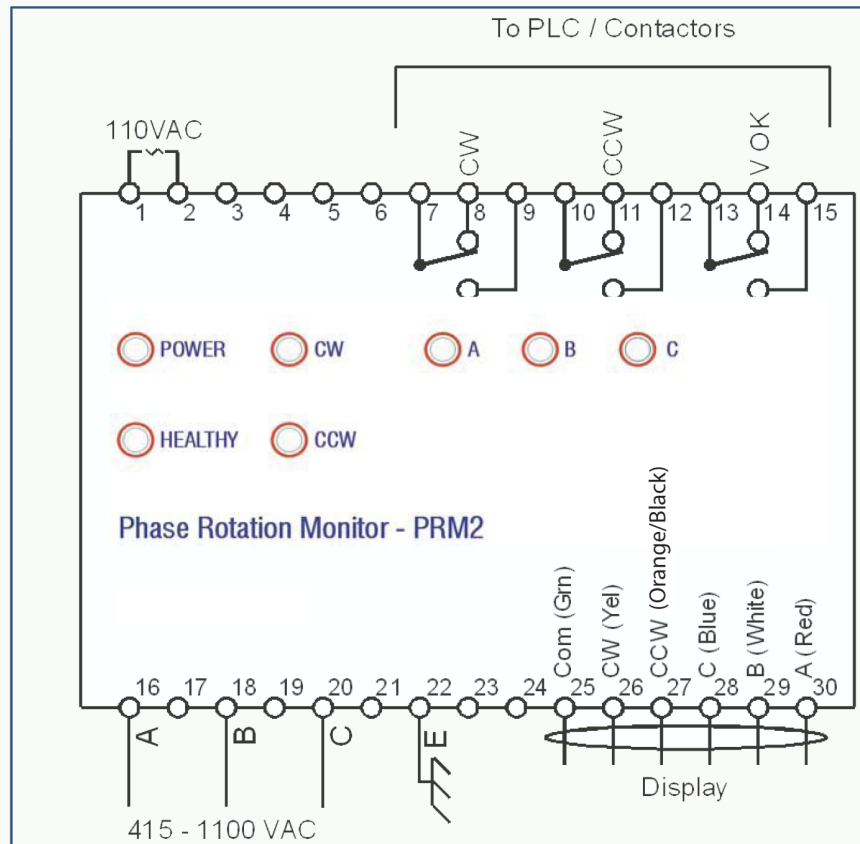 To PLC / Contactors
110VAC
CW
CCW
V OK
1 2 3 4 5 6 7 8 9 10 11 12 13 14 15
POWER CW A B C
HEALTHY CCW
Phase Rotation Monitor - PRM2
Com (Grn)
CW (Yel)
CCW (Orange/Black)
C (Blue)
B (White)
A (Red)
16 17 18 19 20 21 22 23 24 25 26 27 28 29 30
A B C E
Display
415 - 1100 VAC